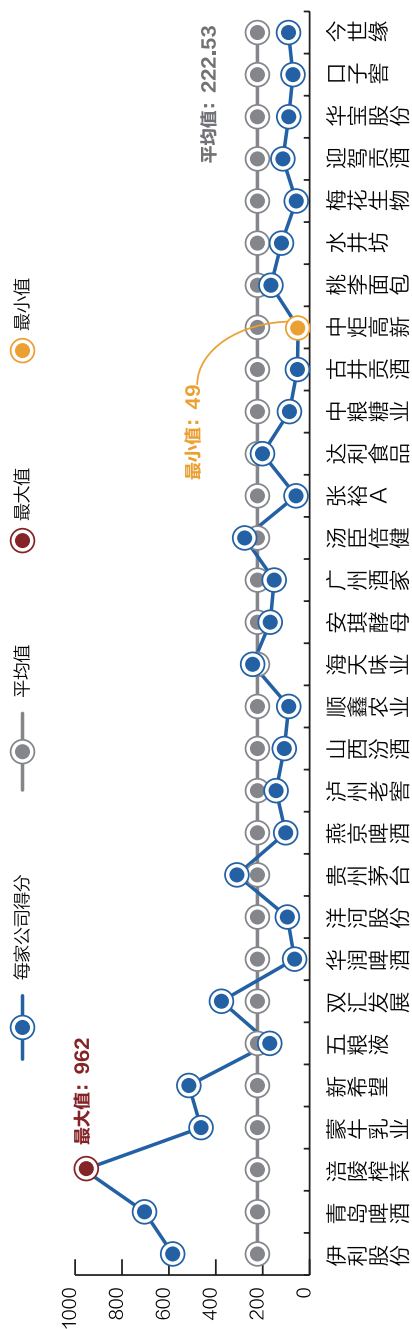 每家公司得分
平均值
最大值
最小值
最大值：962
最小值：49
平均值：222.53
1000
800
600
400
200
0
伊利股份
青岛啤酒
涪陵榨菜
蒙牛乳业
新希望
五粮液
双汇发展
华润啤酒
洋河股份
贵州茅台
燕京啤酒
泸州老窖
山西汾酒
顺鑫农业
海天味业
安琪酵母
广州酒家
汤臣倍健
张裕A
达利食品
中粮糖业
古井贡酒
中炬高新
桃李面包
水井坊
梅花生物
迎驾贡酒
华宝股份
口子窖
今世缘